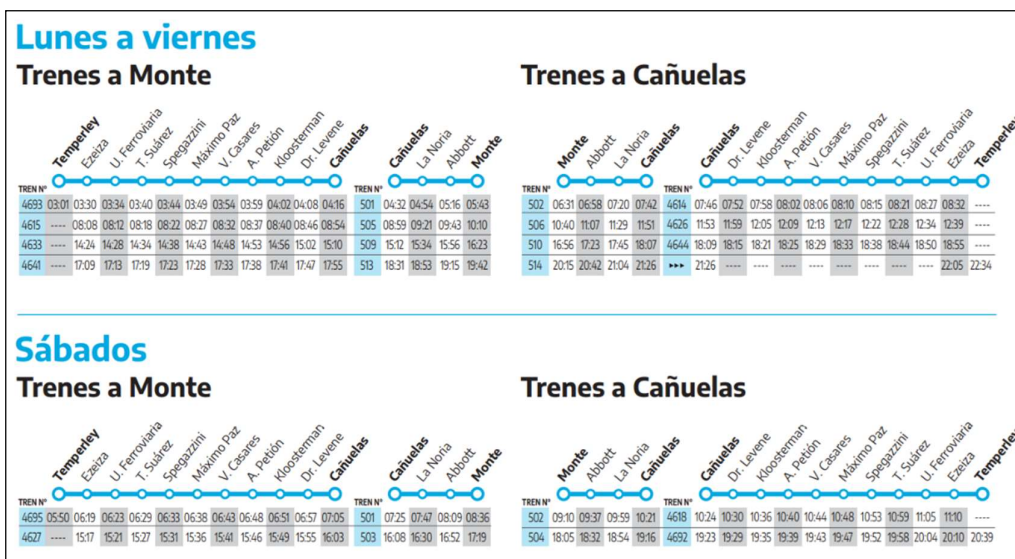 Lunes a viernes
Trenes a Monte
Temperley Ezeiza U. Ferroviaria T. Suárez Spegazzini Máximo Paz V. Casares A. Petión Kloosterman Dr. Levene Cañuelas Cañuelas La Noria Abbott Monte
TREN N° TREN N°
4693 03:01 03:30 03:34 03:40 03:44 03:49 03:54 03:59 04:02 04:08 04:16 501 04:32 04:54 05:16 05:43
4615 ---- 08:08 08:12 08:18 08:22 08:27 08:32 08:37 08:40 08:46 08:54 505 08:59 09:21 09:43 10:10
4633 ---- 14:24 14:28 14:34 14:38 14:43 14:48 14:53 14:56 15:02 15:10 509 15:12 15:34 15:56 16:23
4641 ---- 17:09 17:13 17:19 17:23 17:28 17:33 17:38 17:41 17:47 17:55 513 18:31 18:53 19:15 19:42
Trenes a Cañuelas
Monte Abbott La Noria Cañuelas Cañuelas Dr. Levene Kloosterman A. Petión V. Casares Máximo Paz Spegazzini T. Suárez U. Ferroviaria Ezeiza Temperley
TREN N° TREN N°
502 06:31 06:58 07:20 07:42 4614 07:46 07:52 07:58 08:02 08:06 08:10 08:15 08:21 08:27 08:32 ----
506 10:40 11:07 11:29 11:51 4626 11:53 11:59 12:05 12:09 12:13 12:17 12:22 12:28 12:34 12:39 ----
510 16:56 17:23 17:45 18:07 4644 18:09 18:15 18:21 18:25 18:29 18:33 18:38 18:44 18:50 18:55 ----
514 20:15 20:42 21:04 21:26 ▸▸▸ 21:26 ---- ---- ---- ---- ---- ---- ---- ---- 22:05 22:34
Sábados
Trenes a Monte
Temperley Ezeiza U. Ferroviaria T. Suárez Spegazzini Máximo Paz V. Casares A. Petión Kloosterman Dr. Levene Cañuelas Cañuelas La Noria Abbott Monte
TREN N° TREN N°
4695 05:50 06:19 06:23 06:29 06:33 06:38 06:43 06:48 06:51 06:57 07:05 501 07:25 07:47 08:09 08:36
4627 ---- 15:17 15:21 15:27 15:31 15:36 15:41 15:46 15:49 15:55 16:03 503 16:08 16:30 16:52 17:19
Trenes a Cañuelas
Monte Abbott La Noria Cañuelas Cañuelas Dr. Levene Kloosterman A. Petión V. Casares Máximo Paz Spegazzini T. Suárez U. Ferroviaria Ezeiza Temperley
TREN N° TREN N°
502 09:10 09:37 09:59 10:21 4618 10:24 10:30 10:36 10:40 10:44 10:48 10:53 10:59 11:05 11:10 ----
504 18:05 18:32 18:54 19:16 4692 19:23 19:29 19:35 19:39 19:43 19:47 19:52 19:58 20:04 20:10 20:39